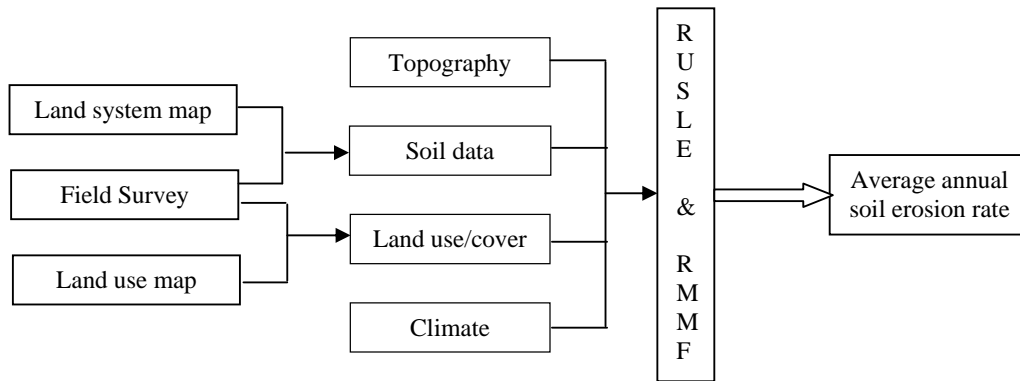 Land system map
Field Survey
Land use map
Topography
Soil data
Land use/cover
Climate
R
U
S
L
E
&
R
M
M
F
Average annual
soil erosion rate